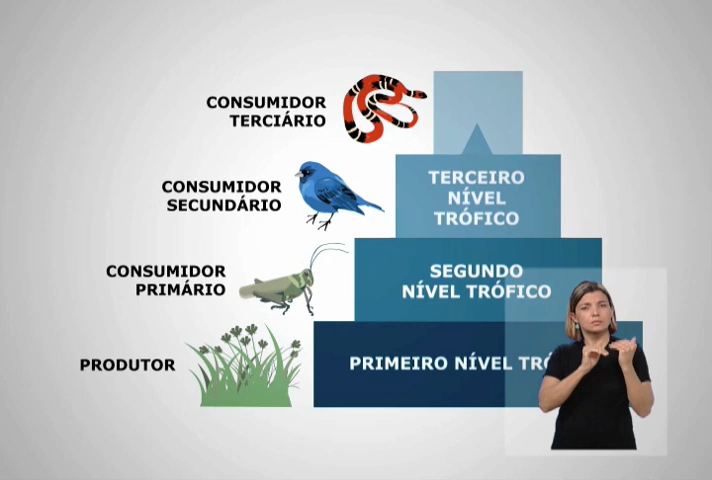 CONSUMIDOR
TERCIÁRIO
CONSUMIDOR
SECUNDÁRIO
TERCEIRO
NÍVEL
TRÓFICO
CONSUMIDOR
PRIMÁRIO
SEGUNDO
NÍVEL TRÓFICO
PRODUTOR
PRIMEIRO NÍVEL